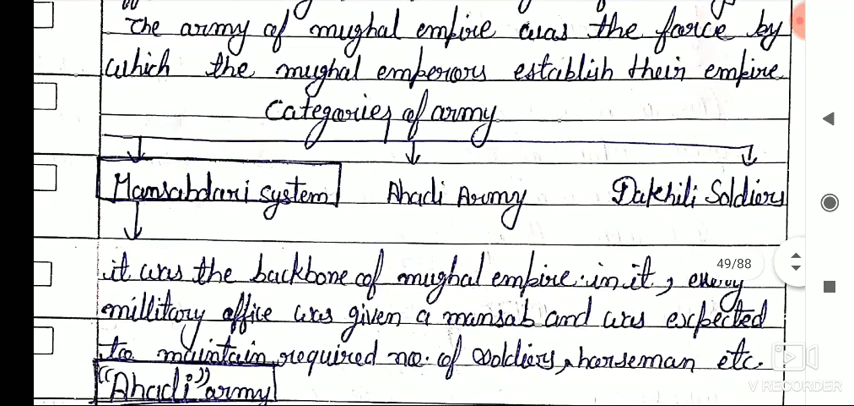 The army of mughal empire was the force by
which the mughal emperors establish their empire
Categories of army
Mansabdari system Ahadi Army Dakhili Soldiers
it was the backbone of mughal empire. in it, every
49/88
millitary office was given a mansab and was expected
to maintain required no. of soldiers, horseman etc.
"Ahadi" army
V RECORDER